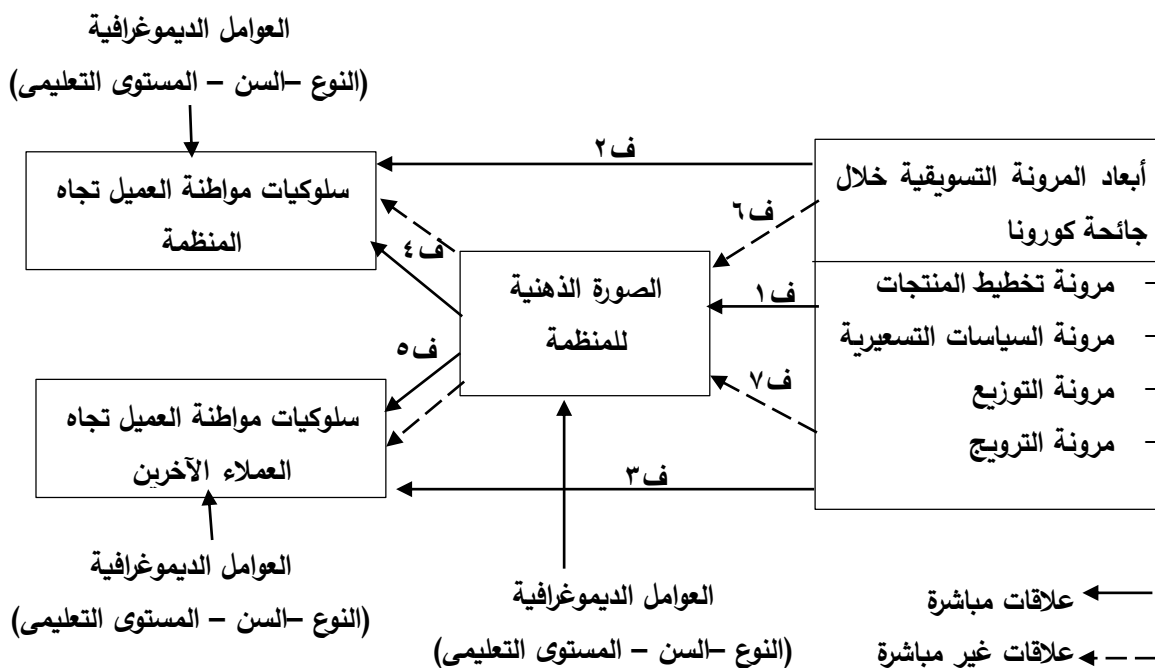 العوامل الديموغرافية
(النوع –السن – المستوى التعليمى)
أبعاد المرونة التسويقية خلال
جائحة كورونا
- مرونة تخطيط المنتجات
- مرونة السياسات التسعيرية
- مرونة التوزيع
- مرونة الترويج
ف٢
ف٦
ف١
ف٧
ف٣
الصورة الذهنية
للمنظمة
ف٤
ف٥
سلوكيات مواطنة العميل تجاه
المنظمة
سلوكيات مواطنة العميل تجاه
العملاء الآخرين
العوامل الديموغرافية
(النوع –السن – المستوى التعليمى)
العوامل الديموغرافية
(النوع –السن – المستوى التعليمى)
علاقات مباشرة
علاقات غير مباشرة